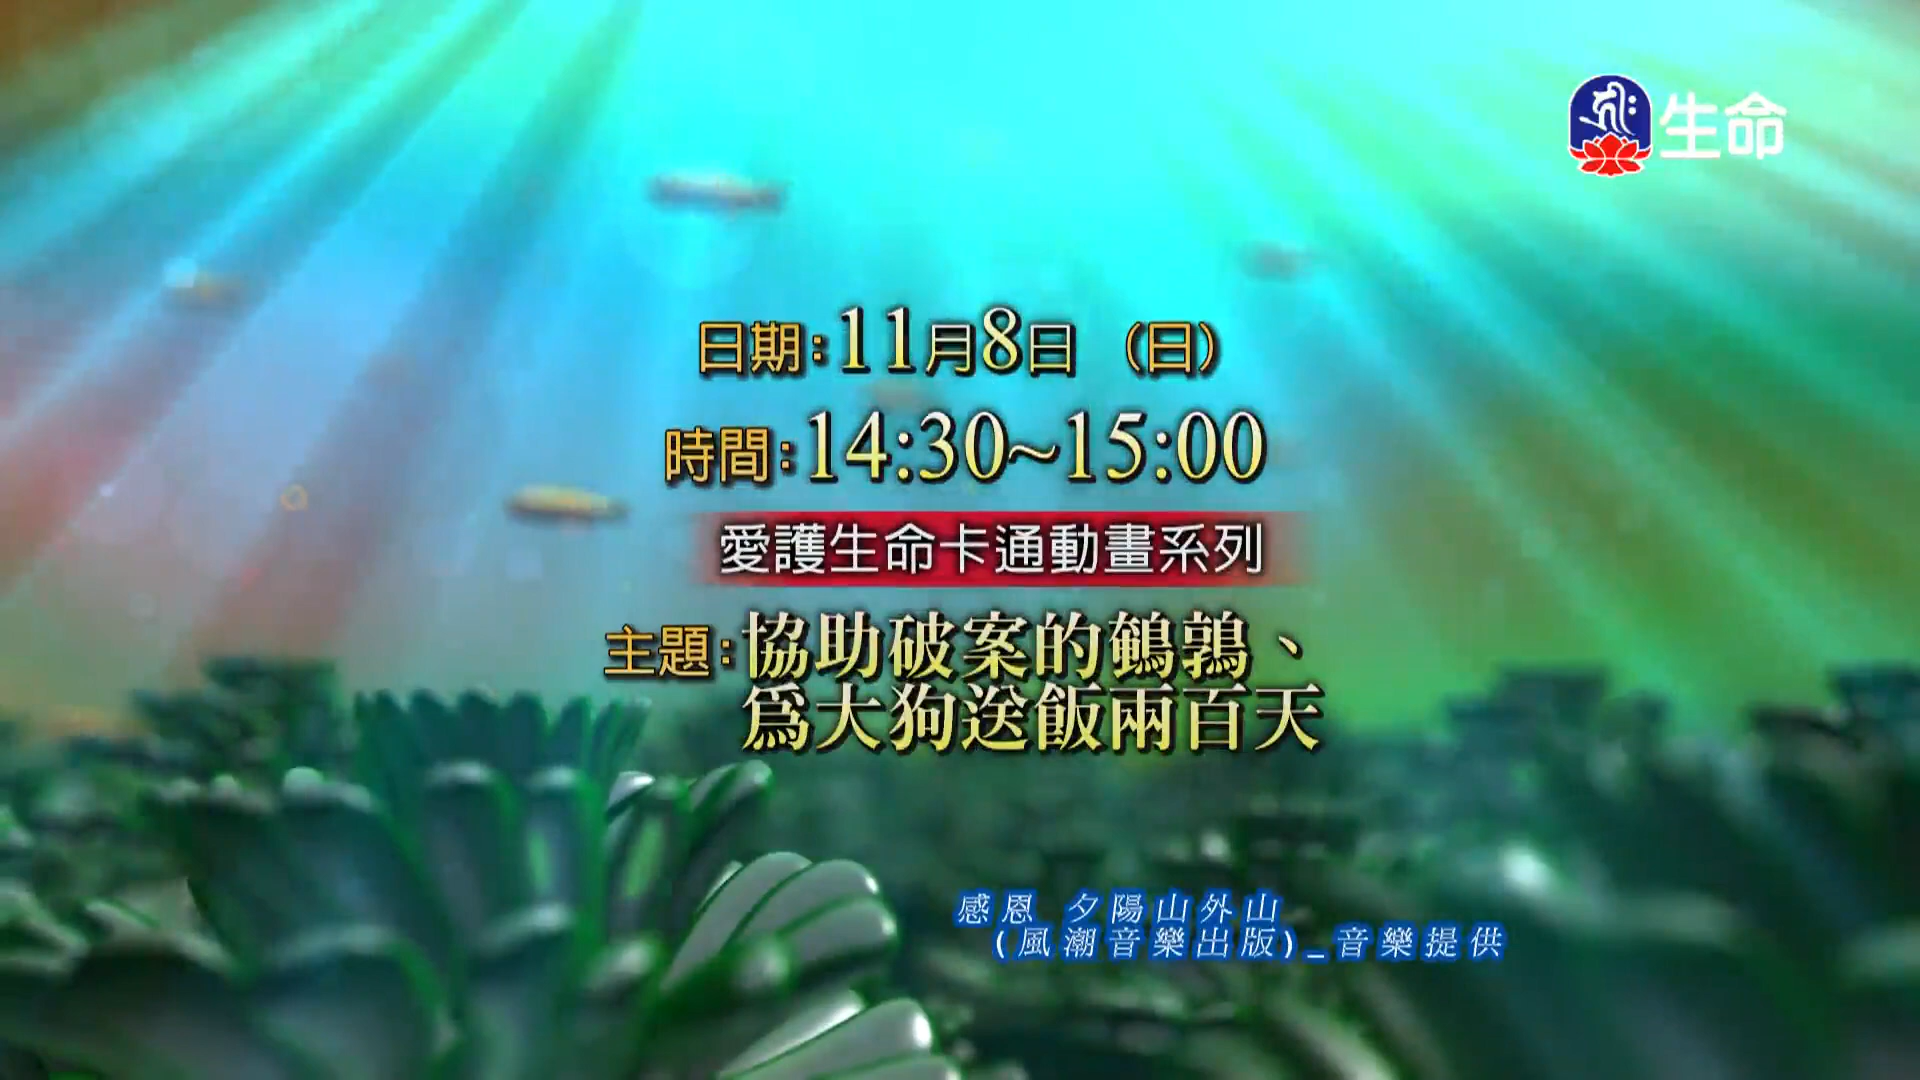 生命
日期：11月8日 （日）
時間：14:30~15:00
愛護生命卡通動畫系列
主題：協助破案的鵪鶉、
為大狗送飯兩百天
感恩 夕陽山外山
(風潮音樂出版)_音樂提供